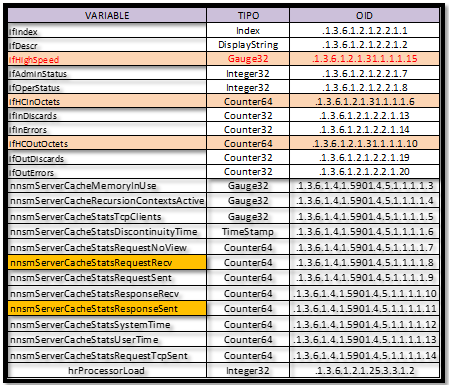 VARIABLE TIPO OID
ifIndex Index .1.3.6.1.2.1.2.2.1.1
ifDescr DisplayString .1.3.6.1.2.1.2.2.1.2
ifHighSpeed Gauge32 .1.3.6.1.2.1.31.1.1.1.15
ifAdminStatus Integer32 .1.3.6.1.2.1.2.2.1.7
ifOperStatus Integer32 .1.3.6.1.2.1.2.2.1.8
ifHCInOctets Counter64 .1.3.6.1.2.1.31.1.1.1.6
ifInDiscards Counter32 .1.3.6.1.2.1.2.2.1.13
ifInErrors Counter32 .1.3.6.1.2.1.2.2.1.14
ifHCOutOctets Counter64 .1.3.6.1.2.1.31.1.1.1.10
ifOutDiscards Counter32 .1.3.6.1.2.1.2.2.1.19
ifOutErrors Counter32 .1.3.6.1.2.1.2.2.1.20
nnsmServerCacheMemoryInUse Gauge32 .1.3.6.1.4.1.5901.4.5.1.1.1.1.3
nnsmServerCacheRecursionContextsActive Gauge32 .1.3.6.1.4.1.5901.4.5.1.1.1.1.4
nnsmServerCacheStatsTcpClients Gauge32 .1.3.6.1.4.1.5901.4.5.1.1.1.1.5
nnsmServerCacheStatsDiscontinuityTime TimeStamp .1.3.6.1.4.1.5901.4.5.1.1.1.1.6
nnsmServerCacheStatsRequestNoView Counter64 .1.3.6.1.4.1.5901.4.5.1.1.1.1.7
nnsmServerCacheStatsRequestRecv Counter64 .1.3.6.1.4.1.5901.4.5.1.1.1.1.8
nnsmServerCacheStatsRequestSent Counter64 .1.3.6.1.4.1.5901.4.5.1.1.1.1.9
nnsmServerCacheStatsResponseRecv Counter64 .1.3.6.1.4.1.5901.4.5.1.1.1.1.10
nnsmServerCacheStatsResponseSent Counter64 .1.3.6.1.4.1.5901.4.5.1.1.1.1.11
nnsmServerCacheStatsSystemTime Counter64 .1.3.6.1.4.1.5901.4.5.1.1.1.1.12
nnsmServerCacheStatsUserTime Counter64 .1.3.6.1.4.1.5901.4.5.1.1.1.1.13
nnsmServerCacheStatsRequestTcpSent Counter64 .1.3.6.1.4.1.5901.4.5.1.1.1.1.14
hrProcessorLoad Integer32 .1.3.6.1.2.1.25.3.3.1.2